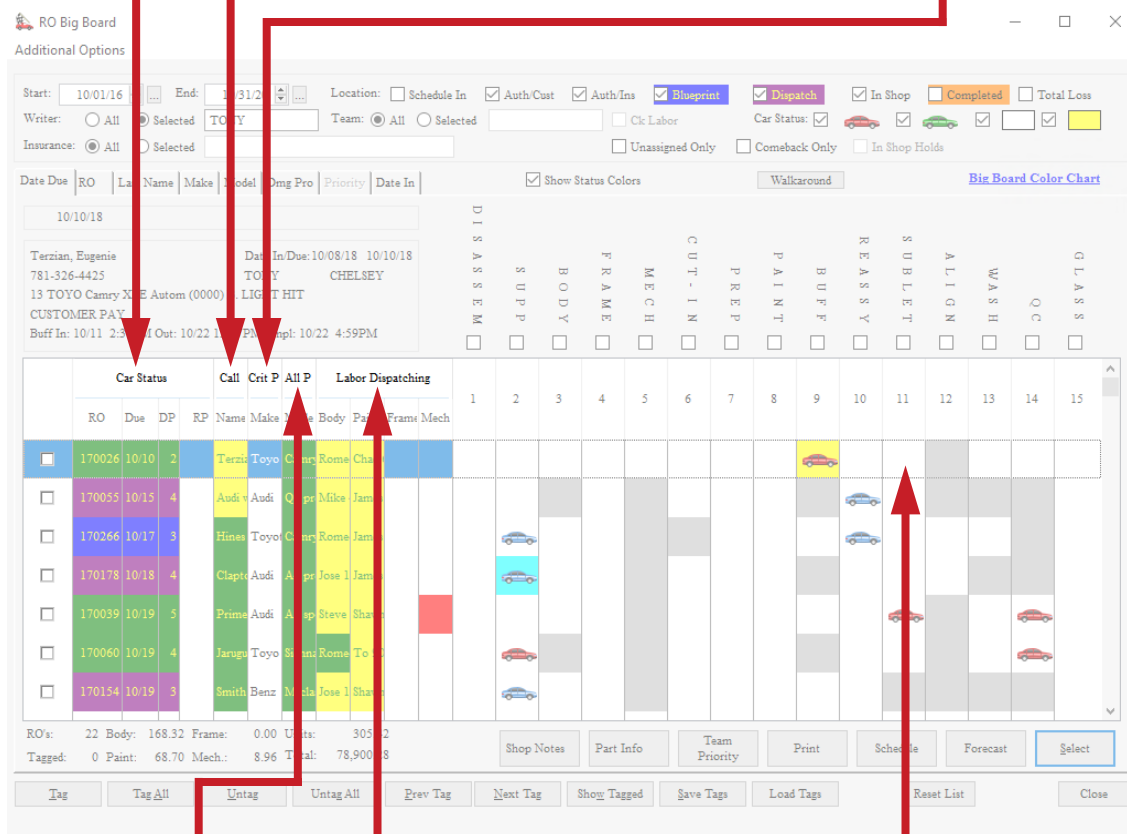 RO Big Board
Additional Options
Start: 10/01/16 ... End: ... Location: Schedule In Auth/Cust Auth/Ins Blueprint Dispatch In Shop Completed Total Loss
Writer: All Selected Team: All Selected Ck Labor Car Status:
Insurance: All Selected Unassigned Only Comeback Only In Shop Holds
Date Due RO Name Make Dmg Pro Priority Date In Show Status Colors Walkaround Big Board Color Chart
10/10/18
Terzian, Eugenie In/Due: 10/08/18 10/10/18
781-326-4425 CHELSEY
13 TOYO Camry Autom (0000) HIT
CUSTOMER PAY
Buff In: 10/11 Out: 10/22 10/22 4:59PM
DISASSEM SUPP BODY FRAME MECH CUT-IN PREP PAINT BUFF REASSY SUBLET ALIGN WASH QC GLASS
Car Status Call Crit P All P Labor Dispatching
1 2 3 4 5 6 7 8 9 10 11 12 13 14 15
RO Due DP RP Name Make Body Frame Mech
170026 10/10 2 Terzi Toyo Rome
170055 10/15 4 Audi Audi Mike
170266 10/17 3 Hines Toyo Rome
170178 10/18 4 Clapt Audi Jose
170039 10/19 5 Prime Audi Steve
170060 10/19 4 Jarugu Toyo Rome
170154 10/19 3 Smith Benz Jose
RO's: 22 Body: 168.32 Frame: 0.00
Tagged: 0 Paint: 68.70 Mech.: 8.96
Shop Notes Part Info Team Priority Print Forecast Select
Tag Tag All Untag Untag All Prev Tag Next Tag Show Tagged Save Tags Load Tags Reset List Close